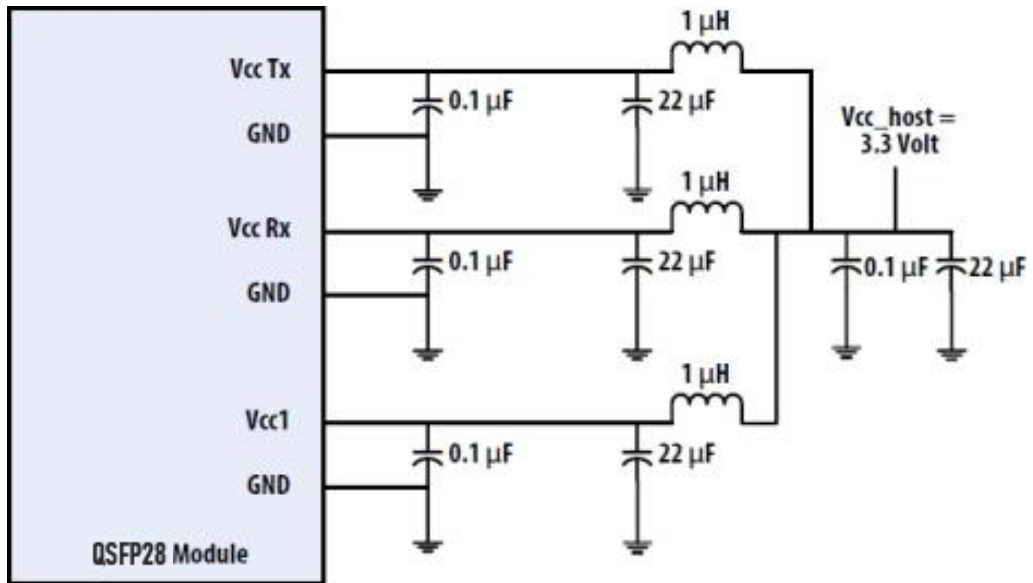 1 μH
Vcc Tx
0.1 μF
22 μF
GND
Vcc_host =
3.3 Volt
1 μH
Vcc Rx
0.1 μF
22 μF
0.1 μF
22 μF
GND
1 μH
Vcc1
0.1 μF
22 μF
GND
QSFP28 Module